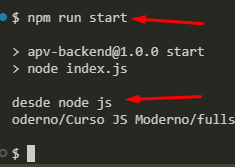 $ npm run start
> apv-backend@1.0.0 start
> node index.js
desde node js
oderno/Curso JS Moderno/fulls
$